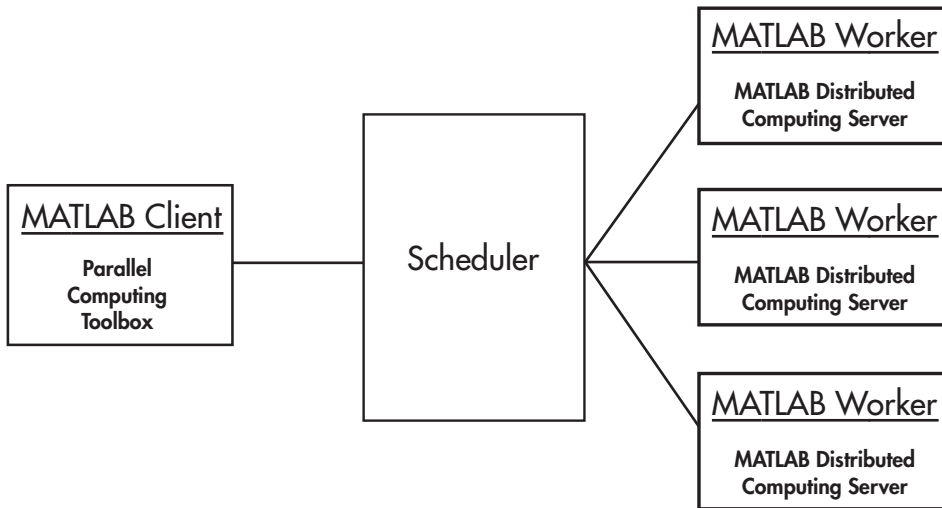 MATLAB Client
Parallel
Computing
Toolbox
Scheduler
MATLAB Worker
MATLAB Distributed
Computing Server
MATLAB Worker
MATLAB Distributed
Computing Server
MATLAB Worker
MATLAB Distributed
Computing Server